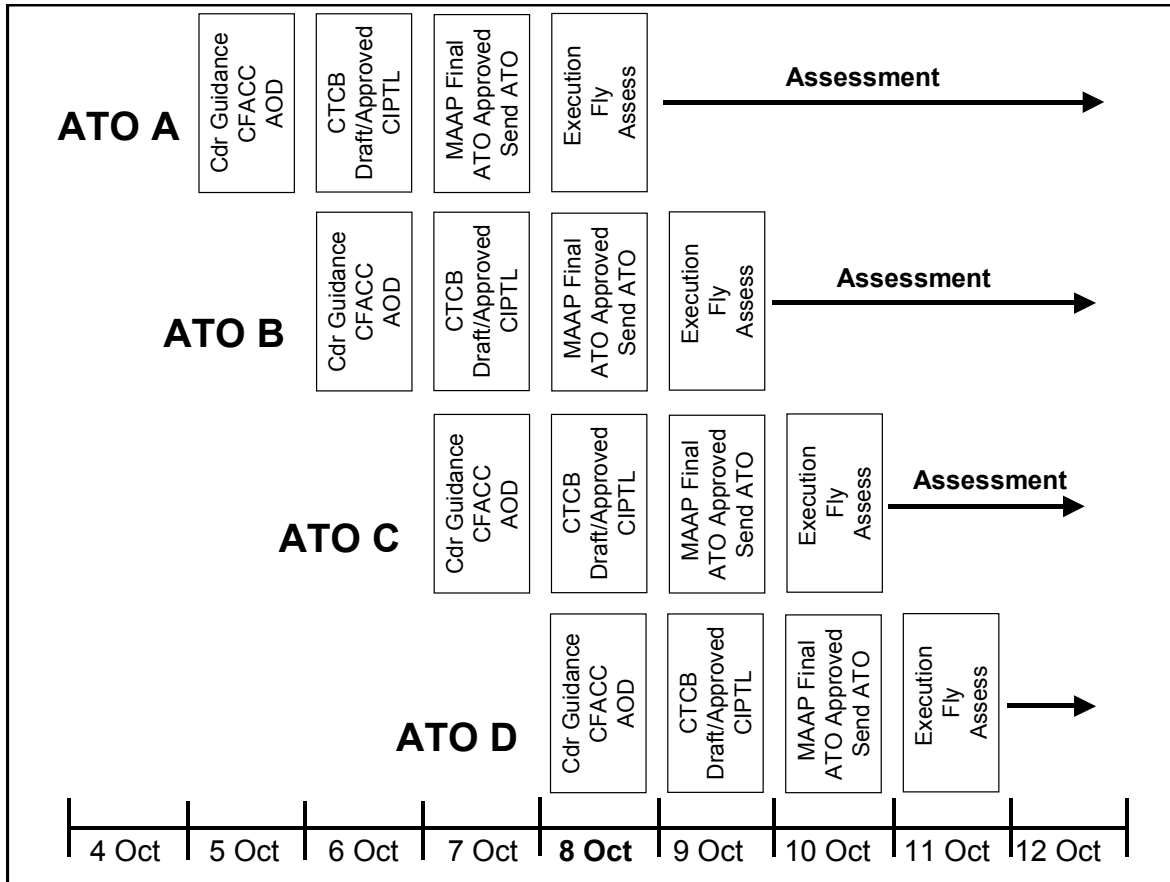 ATO A
Cdr Guidance
CFACC
AOD
CTCB
Draft/Approved
CIPTL
MAAP Final
ATO Approved
Send ATO
Execution
Fly
Assess
Assessment
ATO B
Cdr Guidance
CFACC
AOD
CTCB
Draft/Approved
CIPTL
MAAP Final
ATO Approved
Send ATO
Execution
Fly
Assess
Assessment
ATO C
Cdr Guidance
CFACC
AOD
CTCB
Draft/Approved
CIPTL
MAAP Final
ATO Approved
Send ATO
Execution
Fly
Assess
Assessment
ATO D
Cdr Guidance
CFACC
AOD
CTCB
Draft/Approved
CIPTL
MAAP Final
ATO Approved
Send ATO
Execution
Fly
Assess
4 Oct 5 Oct 6 Oct 7 Oct 8 Oct 9 Oct 10 Oct 11 Oct 12 Oct